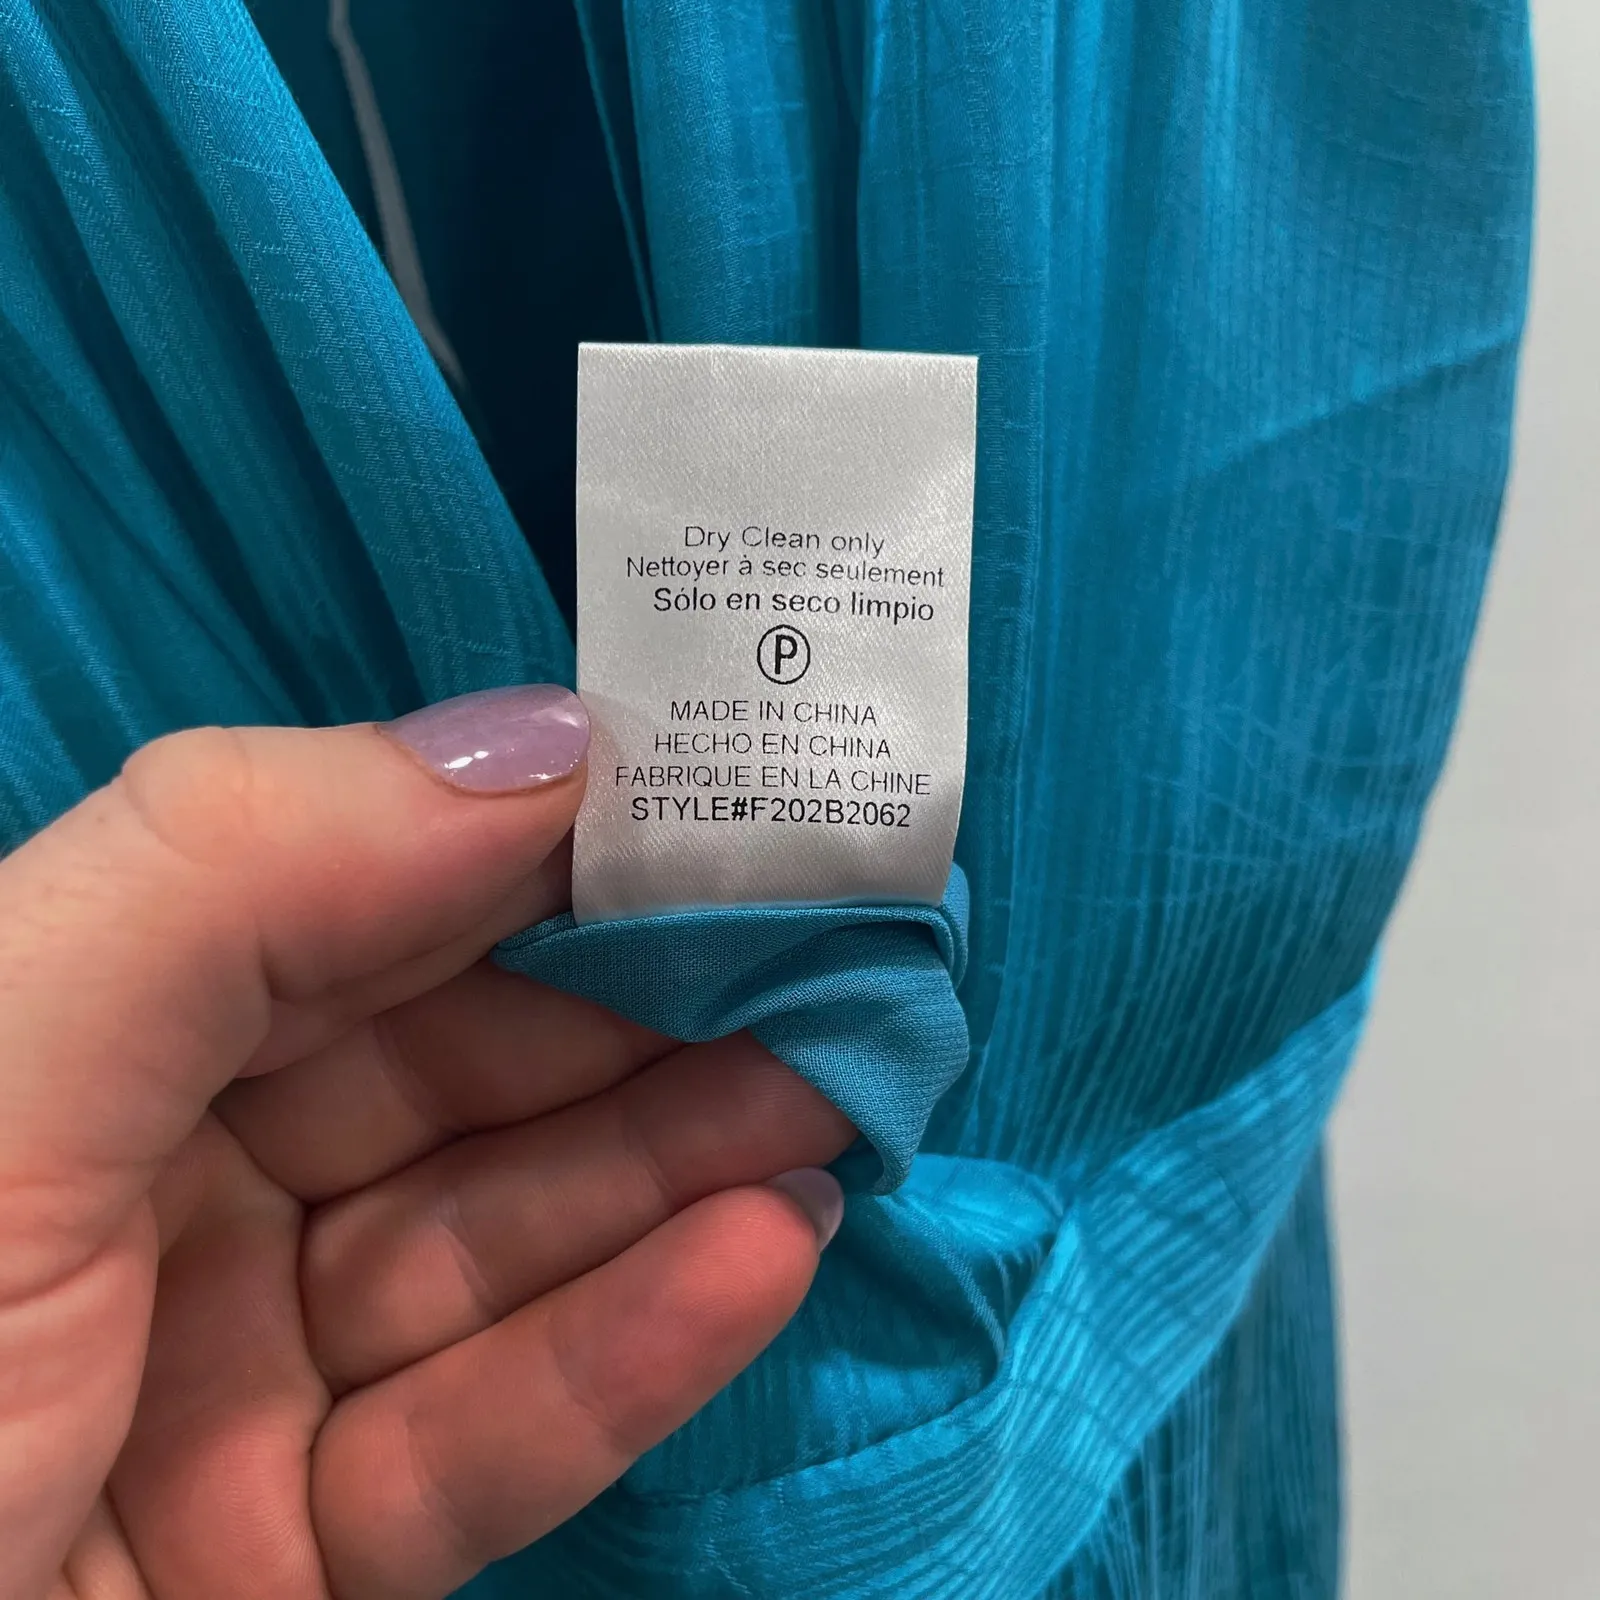 Dry Clean only
Nettoyer à sec seulement
Sólo en seco limpio
P
MADE IN CHINA
HECHO EN CHINA
FABRIQUE EN LA CHINE
STYLE#F202B2062